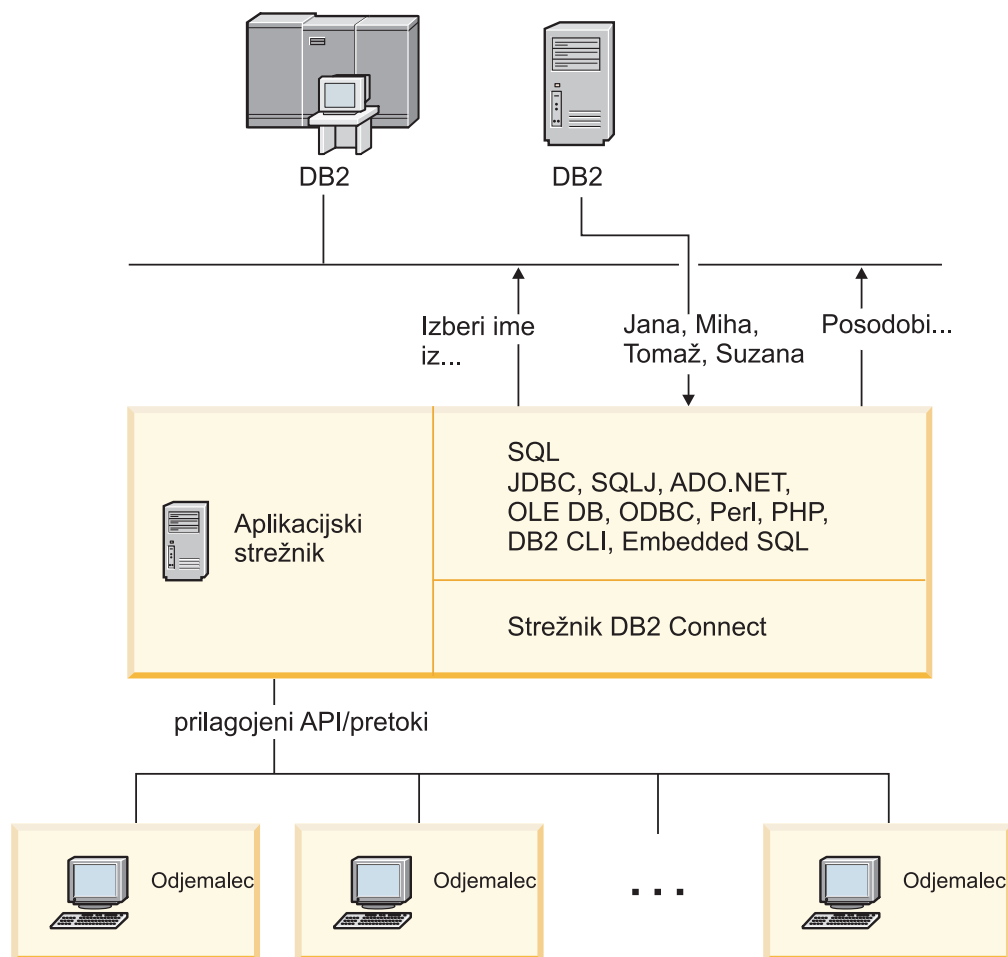 DB2
DB2
Izberi ime
iz...
Jana, Miha,
Tomaž, Suzana
Posodobi...
Aplikacijski
strežnik
SQL
JDBC, SQLJ, ADO.NET,
OLE DB, ODBC, Perl, PHP,
DB2 CLI, Embedded SQL
Strežnik DB2 Connect
prilagojeni API/pretoki
Odjemalec
Odjemalec
...
Odjemalec